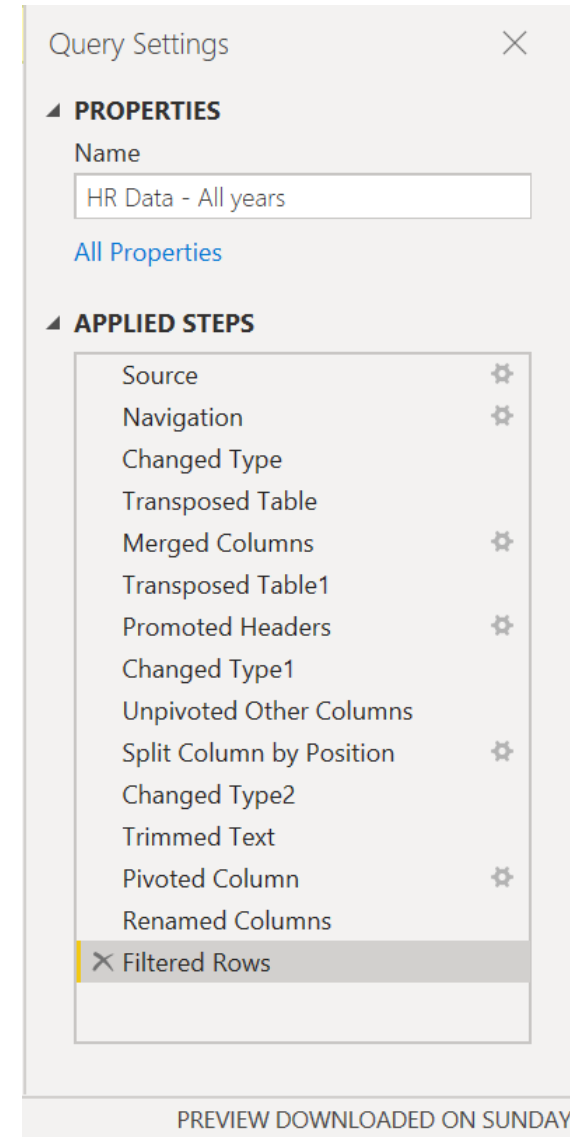 Query Settings
PROPERTIES
Name
HR Data - All years
All Properties
APPLIED STEPS
Source
Navigation
Changed Type
Transposed Table
Merged Columns
Transposed Table1
Promoted Headers
Changed Type1
Unpivoted Other Columns
Split Column by Position
Changed Type2
Trimmed Text
Pivoted Column
Renamed Columns
Filtered Rows
PREVIEW DOWNLOADED ON SUNDAY